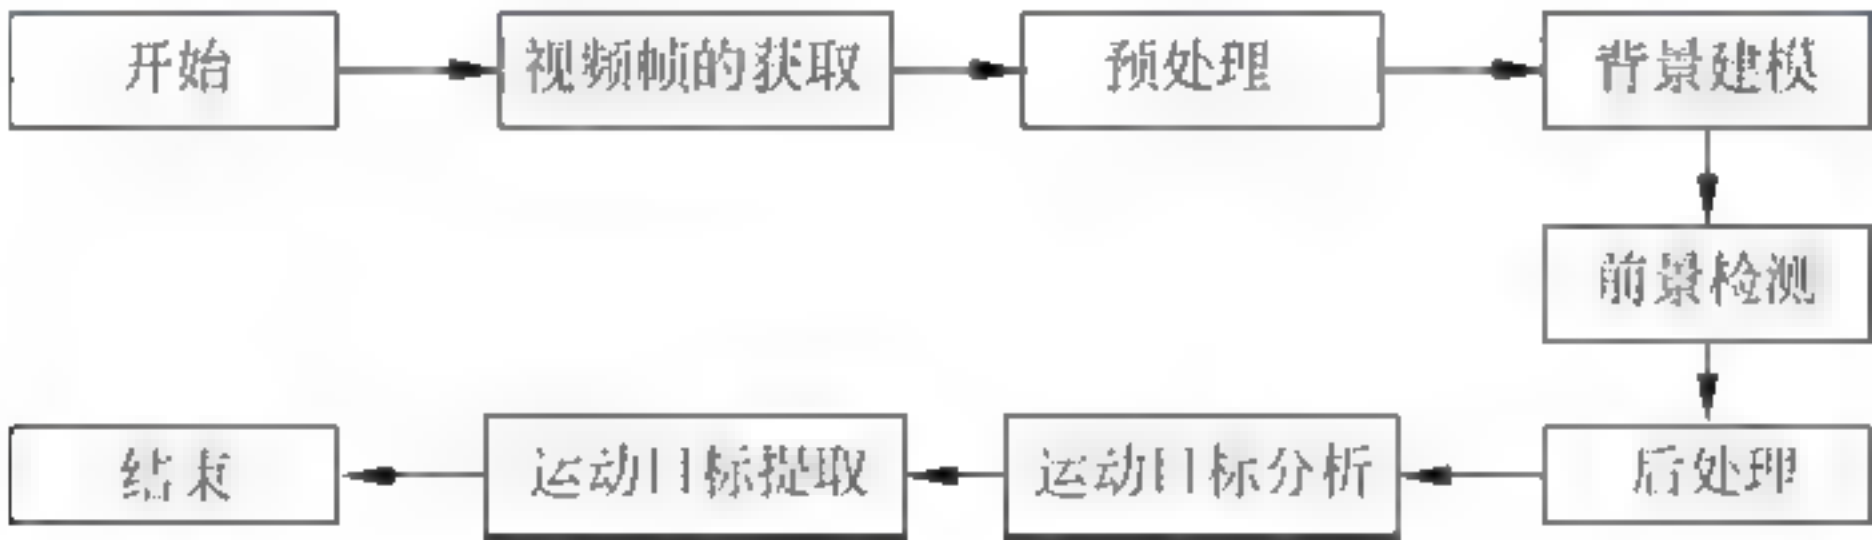 开始
视频帧的获取
预处理
背景建模
前景检测
后处理
运动目标分析
运动目标提取
结束